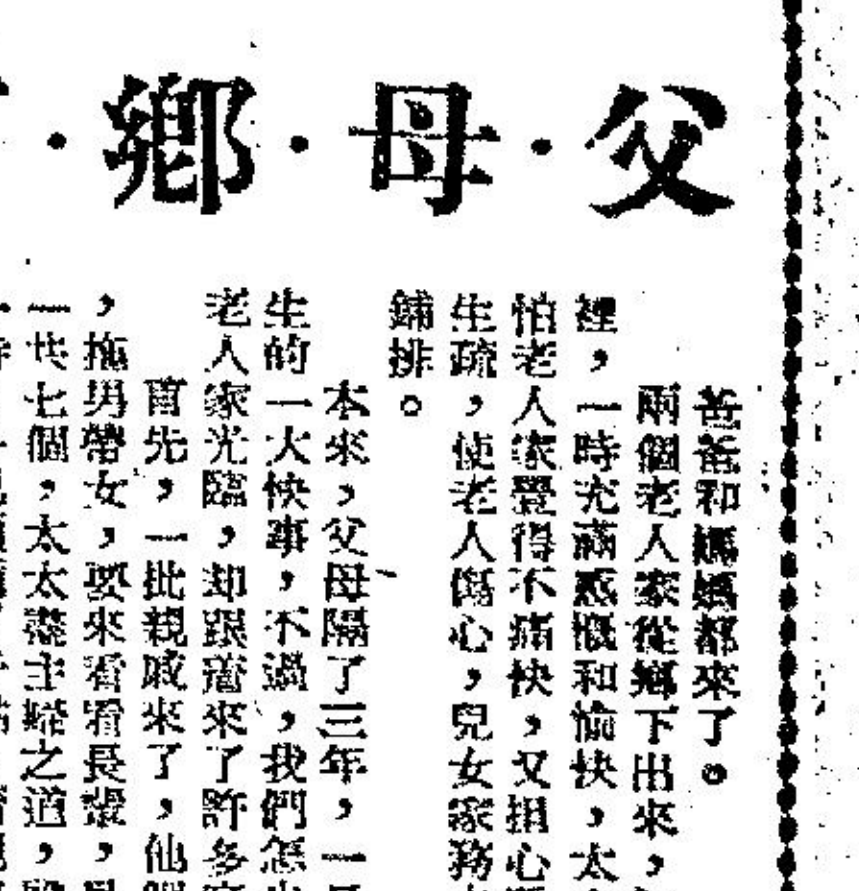 父·母·鄉·
爸爸和媽媽都來了。
兩個老人家從鄉下出來，
裡，一時充滿感慨和愉快，太
怕老人家覺得不痛快，又担心
生疏，使老人傷心，兒女家務
鋪排。
本來，父母隔了三年，一
生的一大快事，不過，我們怎
老人家光臨，却跟着來了許多
首先，一批親戚來了，他
，拖男帶女，要來看看長輩，
一共七個，太太盡主婦之道，